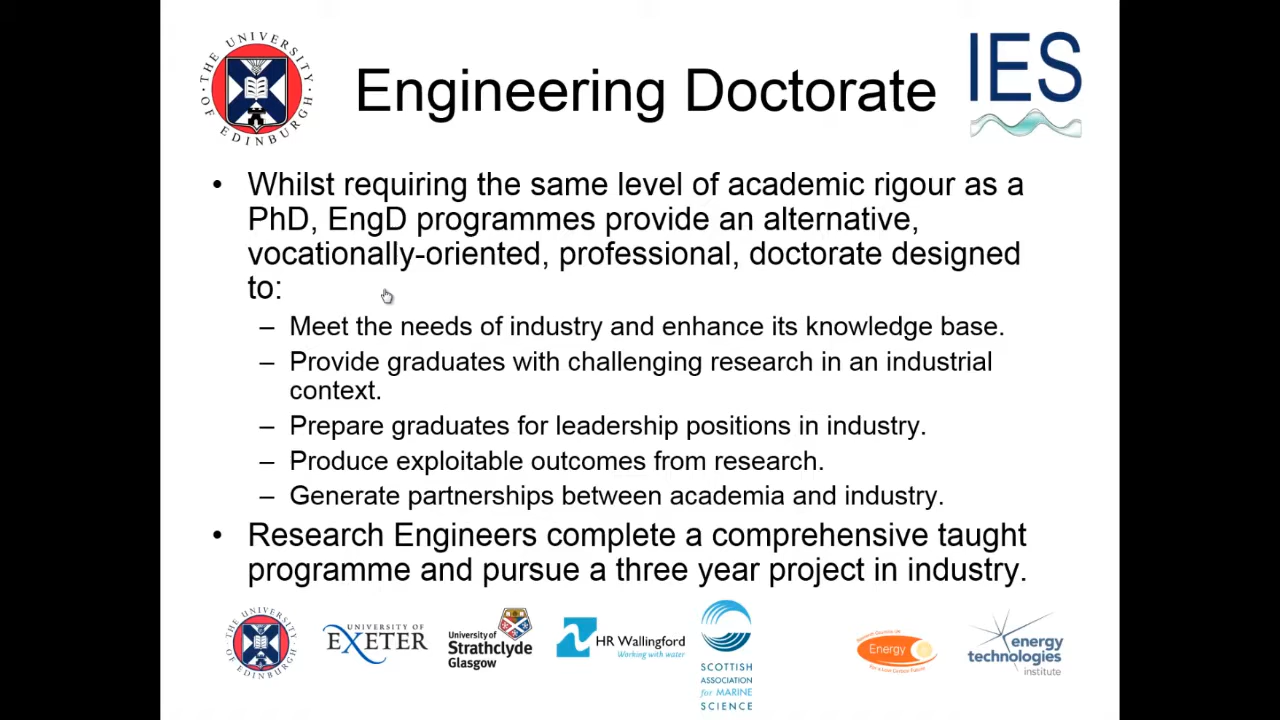 THE UNIVERSITY OF EDINBURGH
Engineering Doctorate
IES
• Whilst requiring the same level of academic rigour as a
PhD, EngD programmes provide an alternative,
vocationally-oriented, professional, doctorate designed
to:
– Meet the needs of industry and enhance its knowledge base.
– Provide graduates with challenging research in an industrial
context.
– Prepare graduates for leadership positions in industry.
– Produce exploitable outcomes from research.
– Generate partnerships between academia and industry.
• Research Engineers complete a comprehensive taught
programme and pursue a three year project in industry.
THE UNIVERSITY OF EDINBURGH
UNIVERSITY OF
EXETER
University of
Strathclyde
Glasgow
HR Wallingford
Working with water
SCOTTISH
ASSOCIATION
for MARINE
SCIENCE
Energy
For a Low Carbon Future
energy
technologies
institute